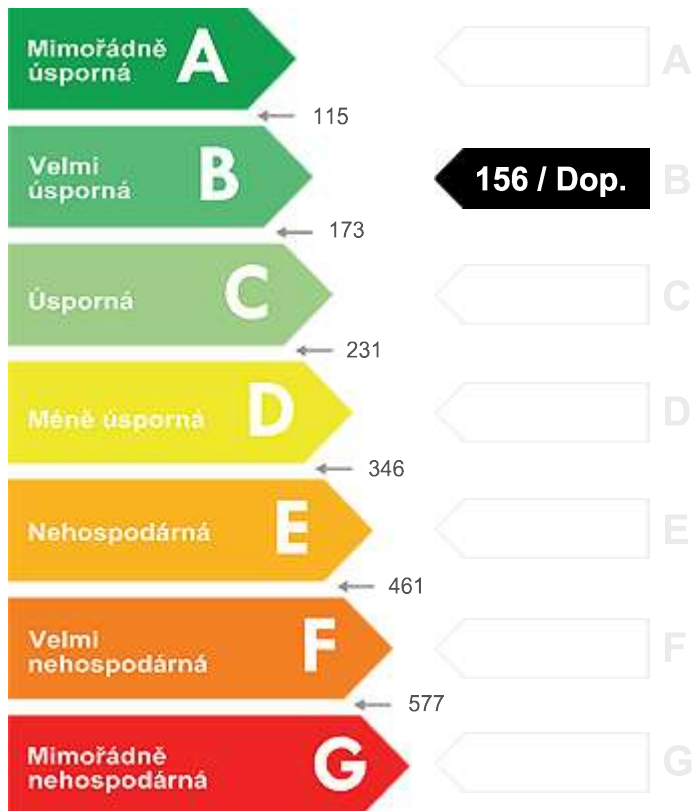 Mimořádně
úsporná
A
A
115
Velmi
úsporná
B
156 / Dop.
B
173
Úsporná
C
C
231
Méně úsporná
D
D
346
Nehospodárná
E
E
461
Velmi
nehospodárná
F
F
577
Mimořádně
nehospodárná
G
G